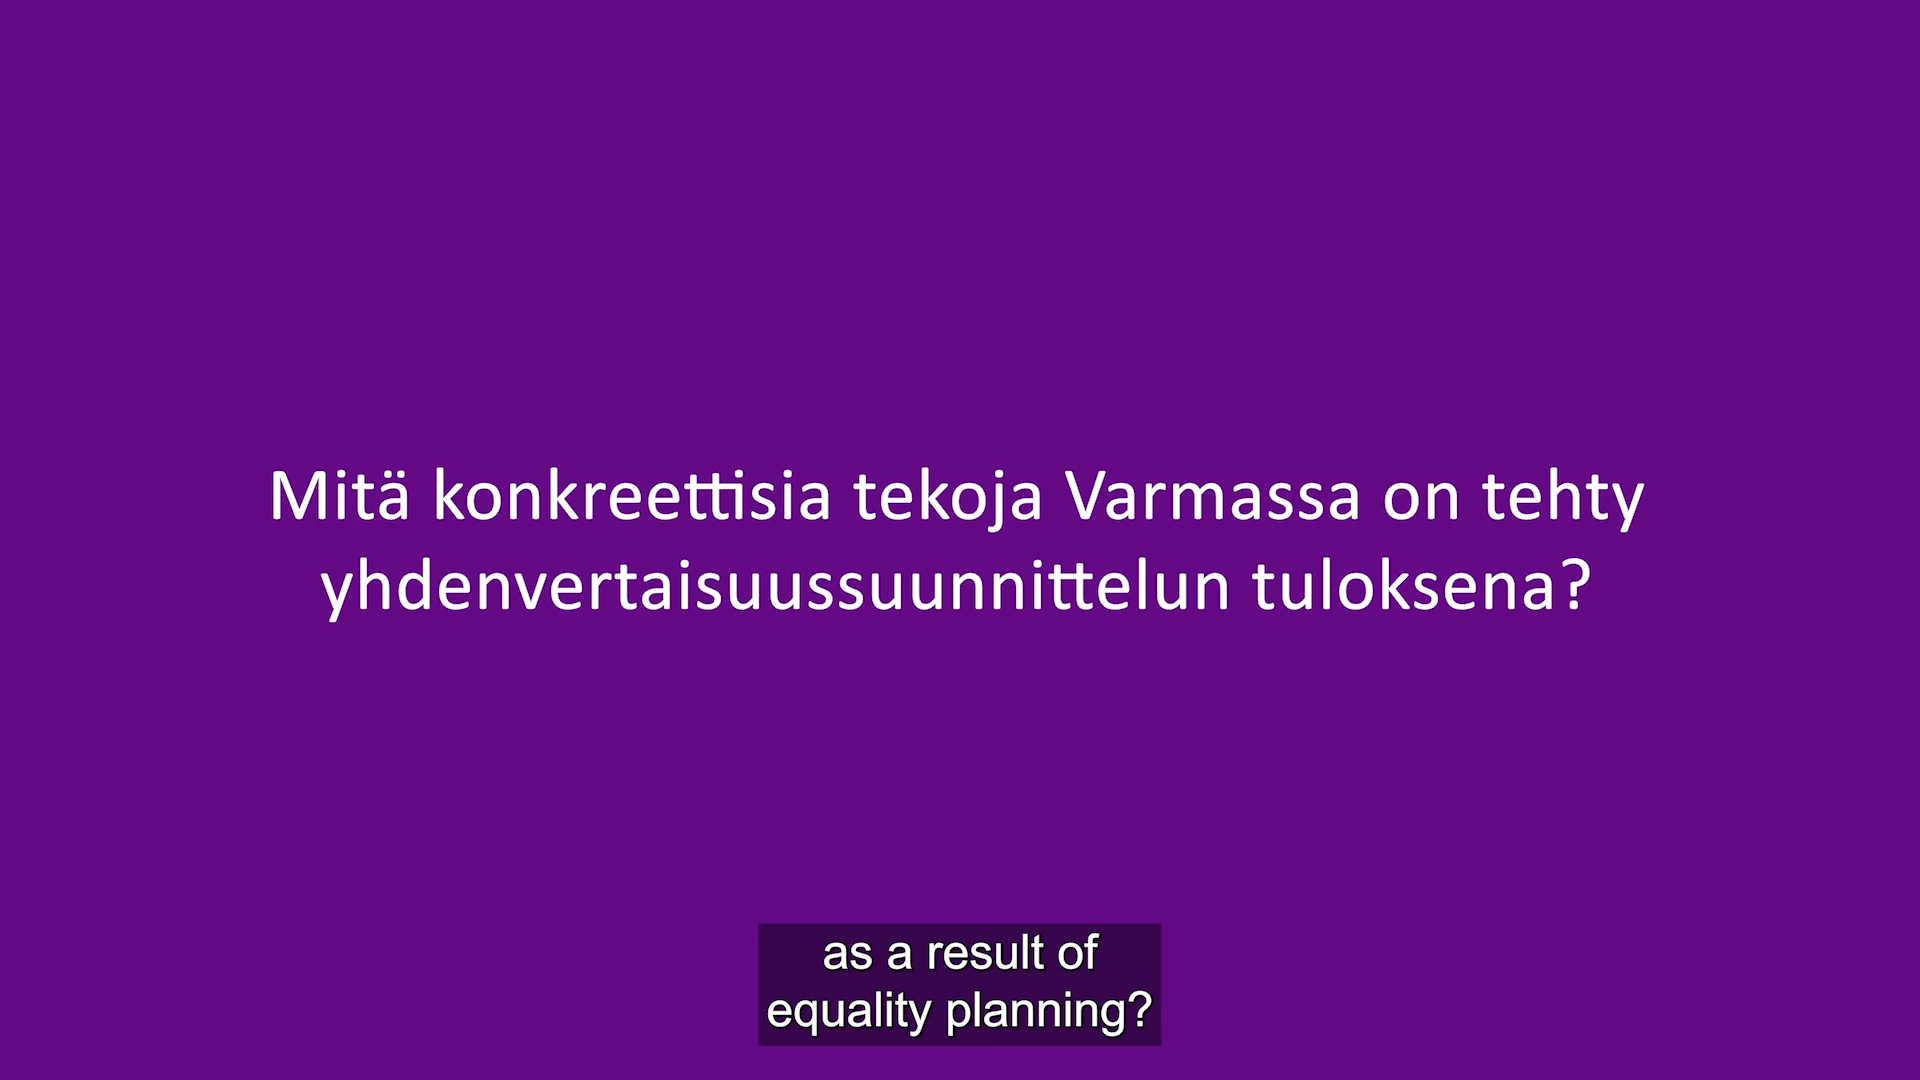 Mitä konkreettisia tekoja Varmassa on tehty
yhdenvertaisuussuunnittelun tuloksena?
as a result of
equality planning?